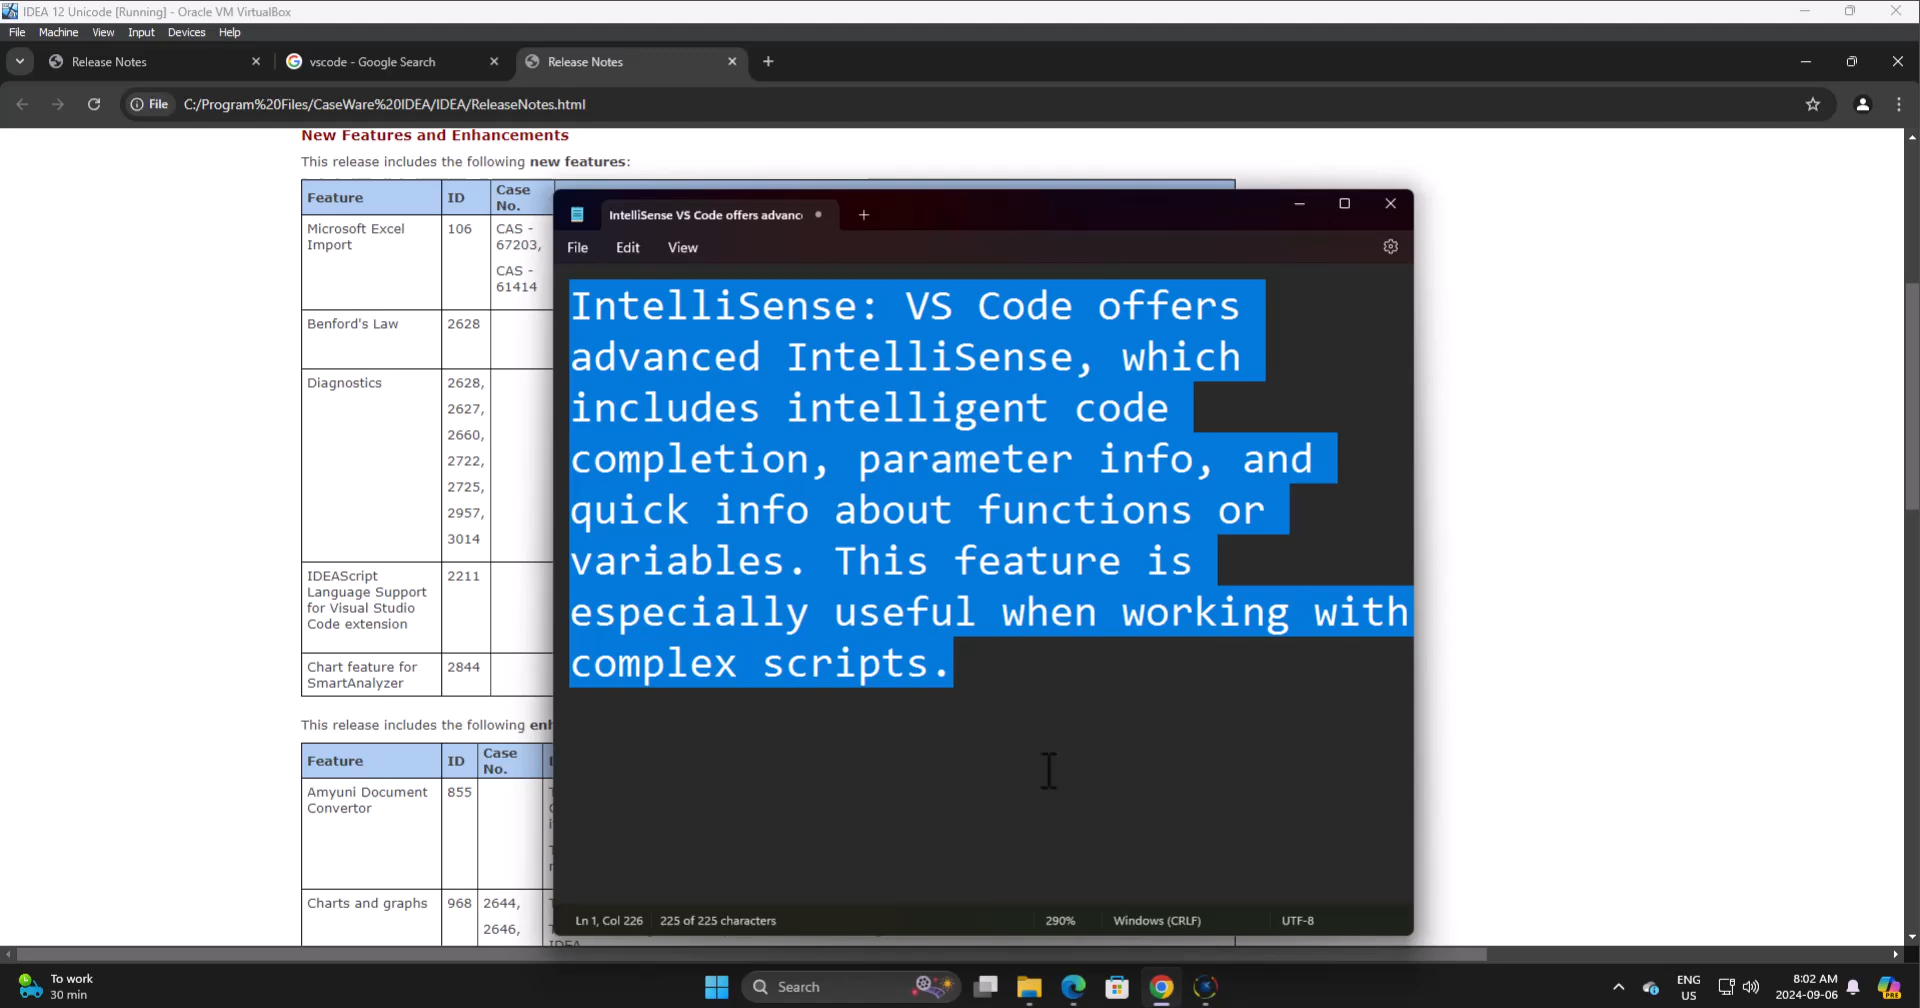 IDEA 12 Unicode [Running] - Oracle VM VirtualBox
File Machine View Input Devices Help
Release Notes
vscode - Google Search
Release Notes
File C:/Program%20Files/CaseWare%20IDEA/IDEA/ReleaseNotes.html
New Features and Enhancements
This release includes the following new features:
Feature ID Case No.
Microsoft Excel Import 106 CAS - 67203, CAS - 61414
Benford's Law 2628
Diagnostics 2628,
2627,
2660,
2722,
2725,
2957,
3014
IDEAScript 2211
Language Support
for Visual Studio
Code extension
Chart feature for 2844
SmartAnalyzer
This release includes the following
Feature ID Case No.
Amyuni Document 855
Convertor
Charts and graphs 968 2644,
2646,
IDEA
IntelliSense VS Code offers advanc
File Edit View
IntelliSense: VS Code offers
advanced IntelliSense, which
includes intelligent code
completion, parameter info, and
quick info about functions or
variables. This feature is
especially useful when working with
complex scripts.
Ln 1, Col 226 225 of 225 characters 290% Windows (CRLF) UTF-8
To work
30 min
Search
ENG
US
8:02 AM
2024-09-06
PRE